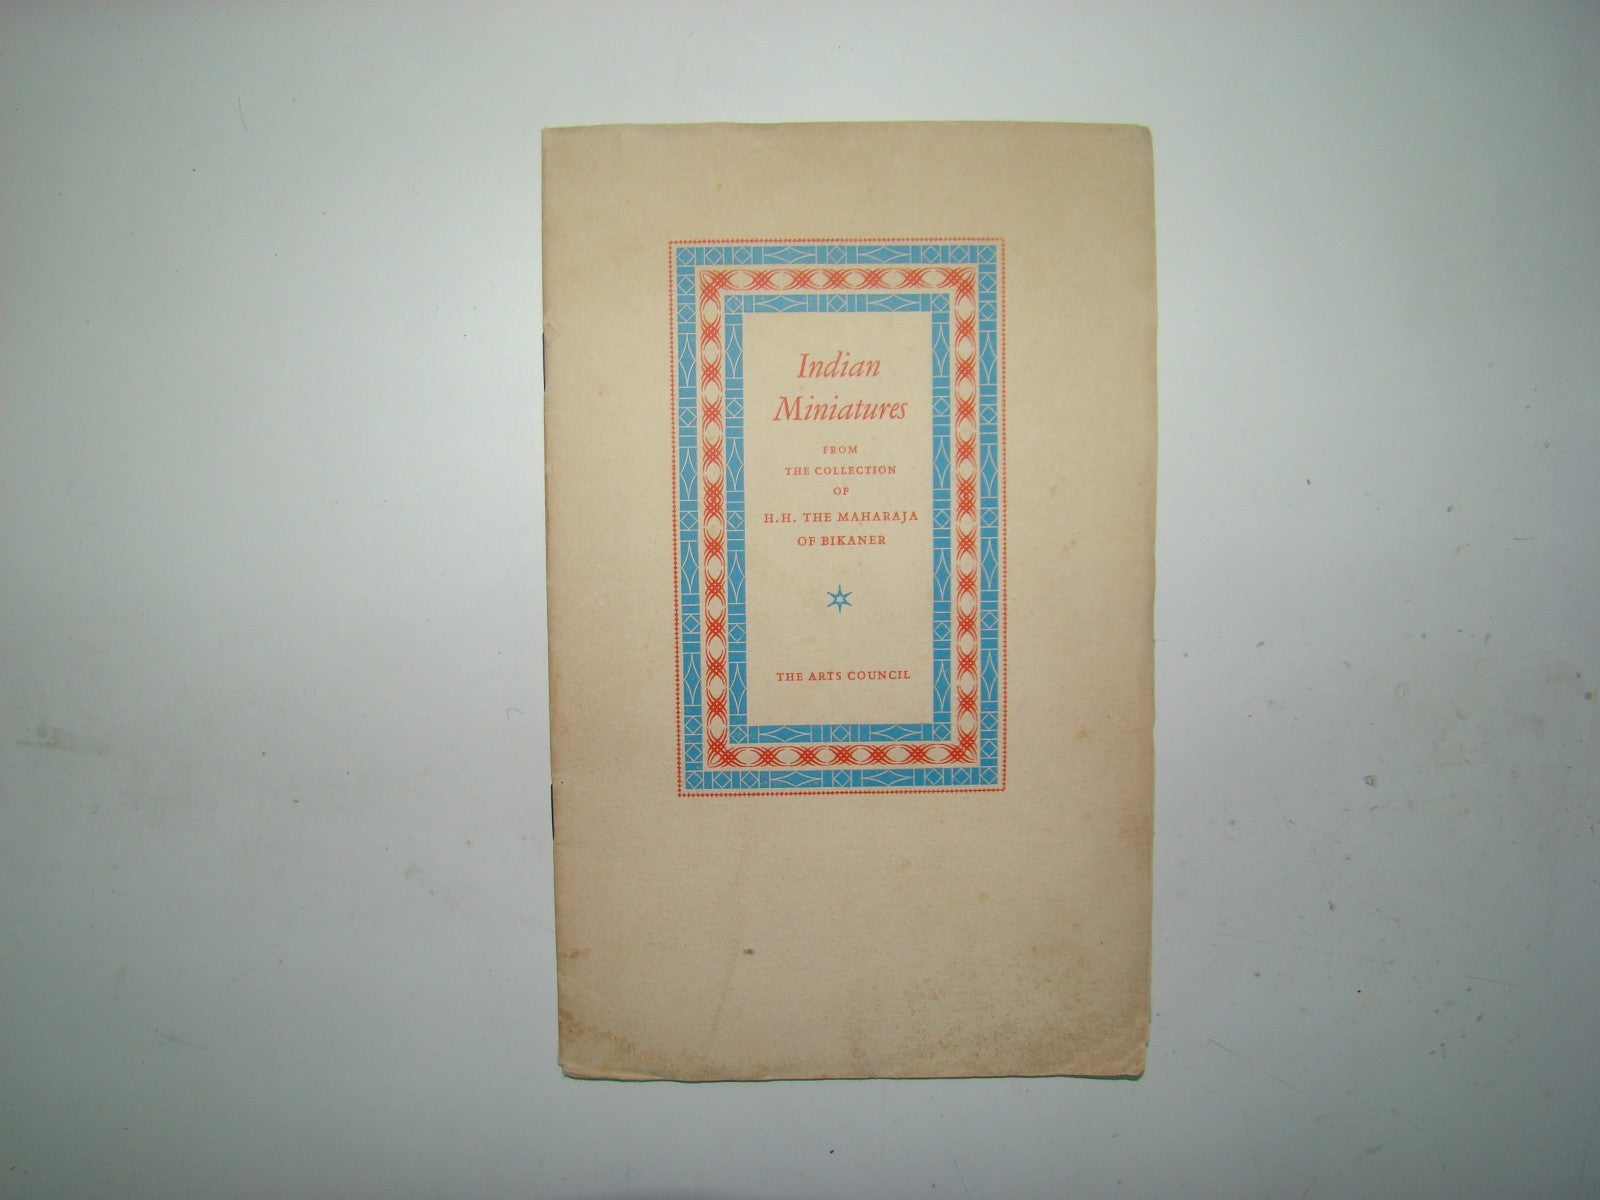 Indian
Miniatures
FROM
THE COLLECTION
OF
H.H. THE MAHARAJA
OF BIKANER
THE ARTS COUNCIL